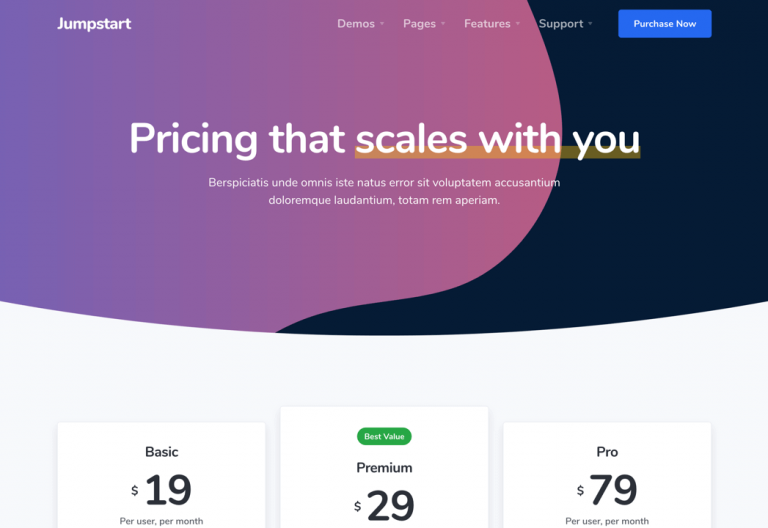 Jumpstart
Demos Pages Features Support Purchase Now
Pricing that scales with you
Berspiciatis unde omnis iste natus error sit voluptatem accusantium
doloremque laudantium, totam rem aperiam.
Best Value
Basic
Premium
Pro
$ 19
$ 29
$ 79
Per user, per month
Per user, per month